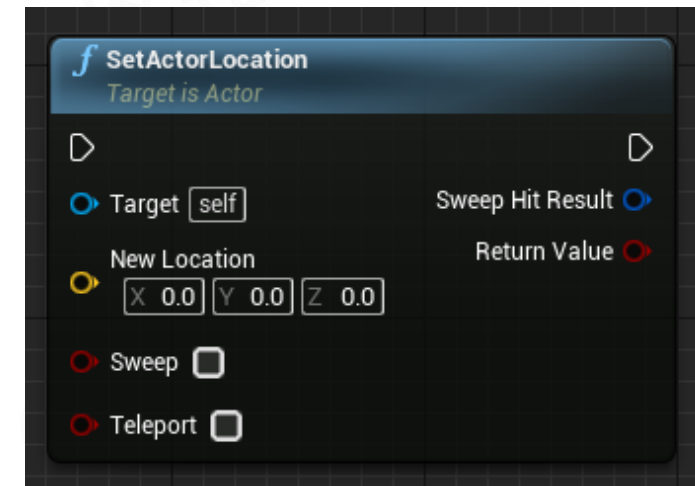 f SetActorLocation
Target is Actor
Target self Sweep Hit Result
New Location Return Value
X 0.0 Y 0.0 Z 0.0
Sweep
Teleport